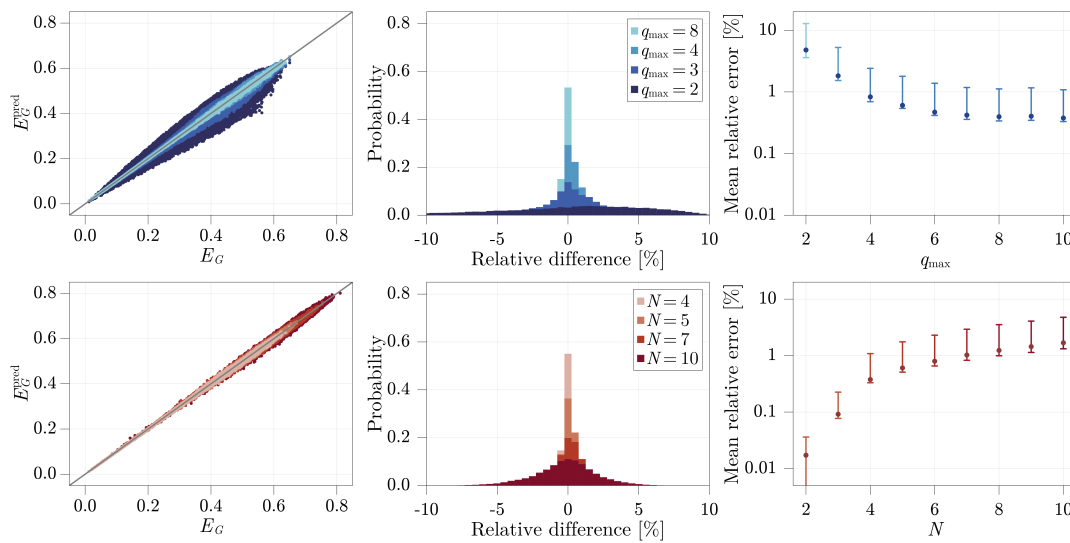 0.8
0.6
0.4
0.2
0.0
E_G^pred
0.0 0.2 0.4 0.6 0.8
E_G
0.8
0.6
0.4
0.2
0.0
Probability
q_max = 8
q_max = 4
q_max = 3
q_max = 2
-10 -5 0 5 10
Relative difference [%]
10
1
0.1
0.01
Mean relative error [%]
2 4 6 8 10
q_max
0.8
0.6
0.4
0.2
0.0
E_G^pred
0.0 0.2 0.4 0.6 0.8
E_G
0.8
0.6
0.4
0.2
0.0
Probability
N = 4
N = 5
N = 7
N = 10
-10 -5 0 5 10
Relative difference [%]
10
1
0.1
0.01
Mean relative error [%]
2 4 6 8 10
N